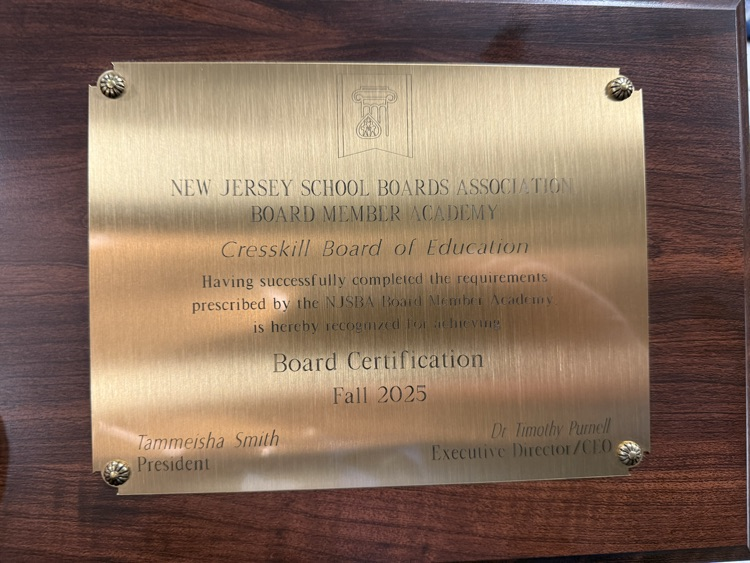 NEW JERSEY SCHOOL BOARDS ASSOCIATION
BOARD MEMBER ACADEMY
Cresskill Board of Education
Having successfully completed the requirements
prescribed by the NJSBA Board Member Academy
is hereby recognized for achieving
Board Certification
Fall 2025
Tammeisha Smith
President
Dr Timothy Purnell
Executive Director/CEO